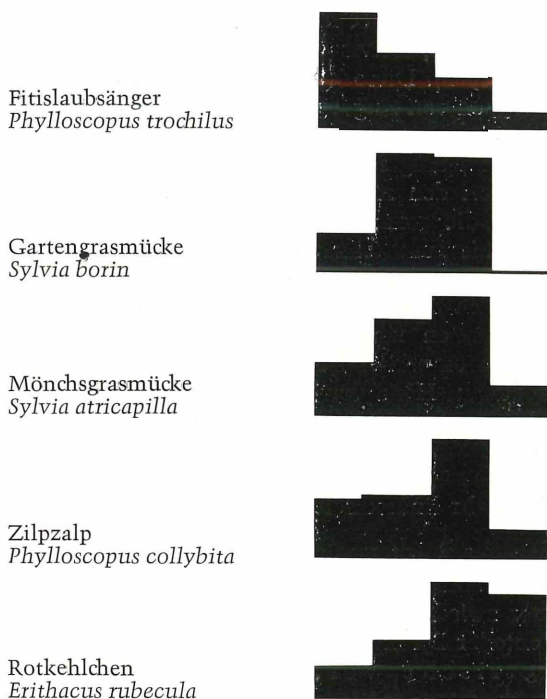 Fitislaubsänger
Phylloscopus trochilus
Gartengrasmücke
Sylvia borin
Mönchsgrasmücke
Sylvia atricapilla
Zilpzalp
Phylloscopus collybita
Rotkehlchen
Erithacus rubecula